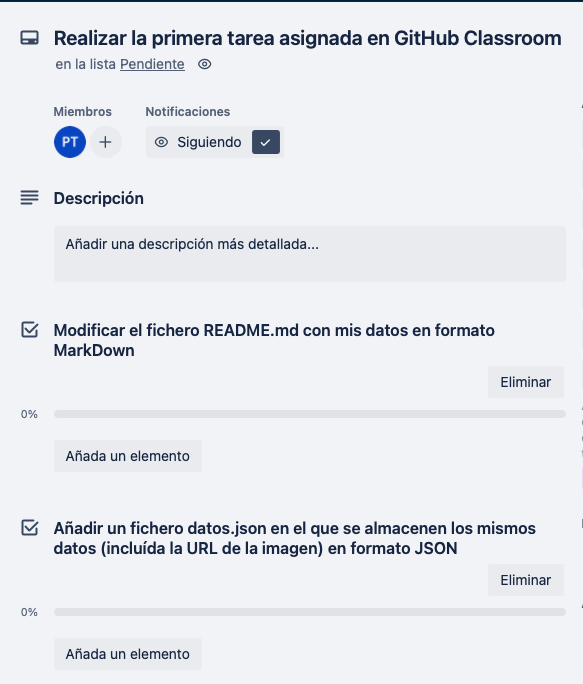 Realizar la primera tarea asignada en GitHub Classroom
en la lista Pendiente
Miembros
Notificaciones
PT
Siguiendo
Descripción
Añadir una descripción más detallada...
Modificar el fichero README.md con mis datos en formato
MarkDown
Eliminar
0%
Añada un elemento
Añadir un fichero datos.json en el que se almacenen los mismos
datos (incluída la URL de la imagen) en formato JSON
Eliminar
0%
Añada un elemento